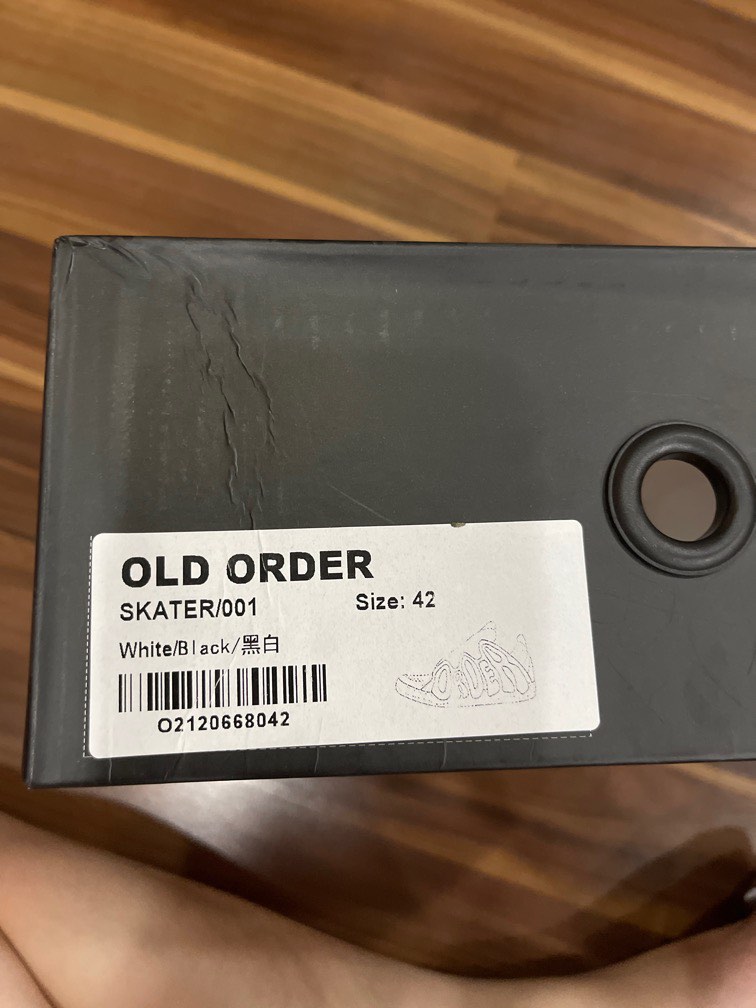 OLD ORDER
SKATER/001 Size: 42
White/Black/黑白
O2120668042